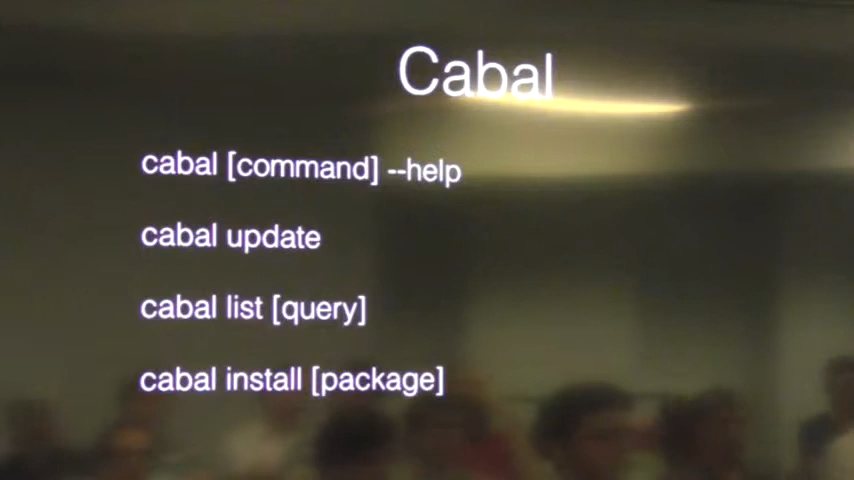 Cabal
cabal [command] --help
cabal update
cabal list [query]
cabal install [package]